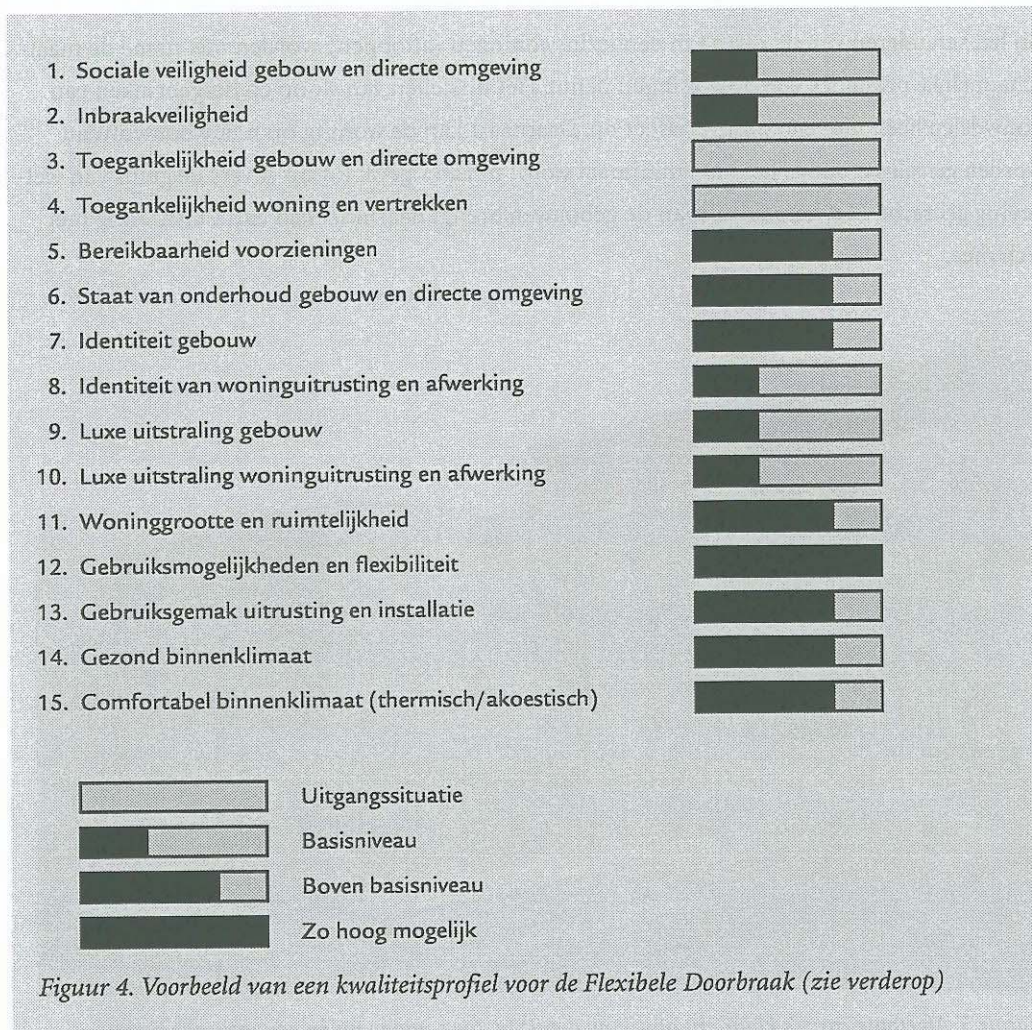 1. Sociale veiligheid gebouw en directe omgeving
2. Inbraakveiligheid
3. Toegankelijkheid gebouw en directe omgeving
4. Toegankelijkheid woning en vertrekken
5. Bereikbaarheid voorzieningen
6. Staat van onderhoud gebouw en directe omgeving
7. Identiteit gebouw
8. Identiteit van woninguitrusting en afwerking
9. Luxe uitstraling gebouw
10. Luxe uitstraling woninguitrusting en afwerking
11. Woninggrootte en ruimtelijkheid
12. Gebruiksmogelijkheden en flexibiliteit
13. Gebruiksgemak uitrusting en installatie
14. Gezond binnenklimaat
15. Comfortabel binnenklimaat (thermisch/akoestisch)
Uitgangssituatie
Basisniveau
Boven basisniveau
Zo hoog mogelijk
Figuur 4. Voorbeeld van een kwaliteitsprofiel voor de Flexibele Doorbraak (zie verderop)